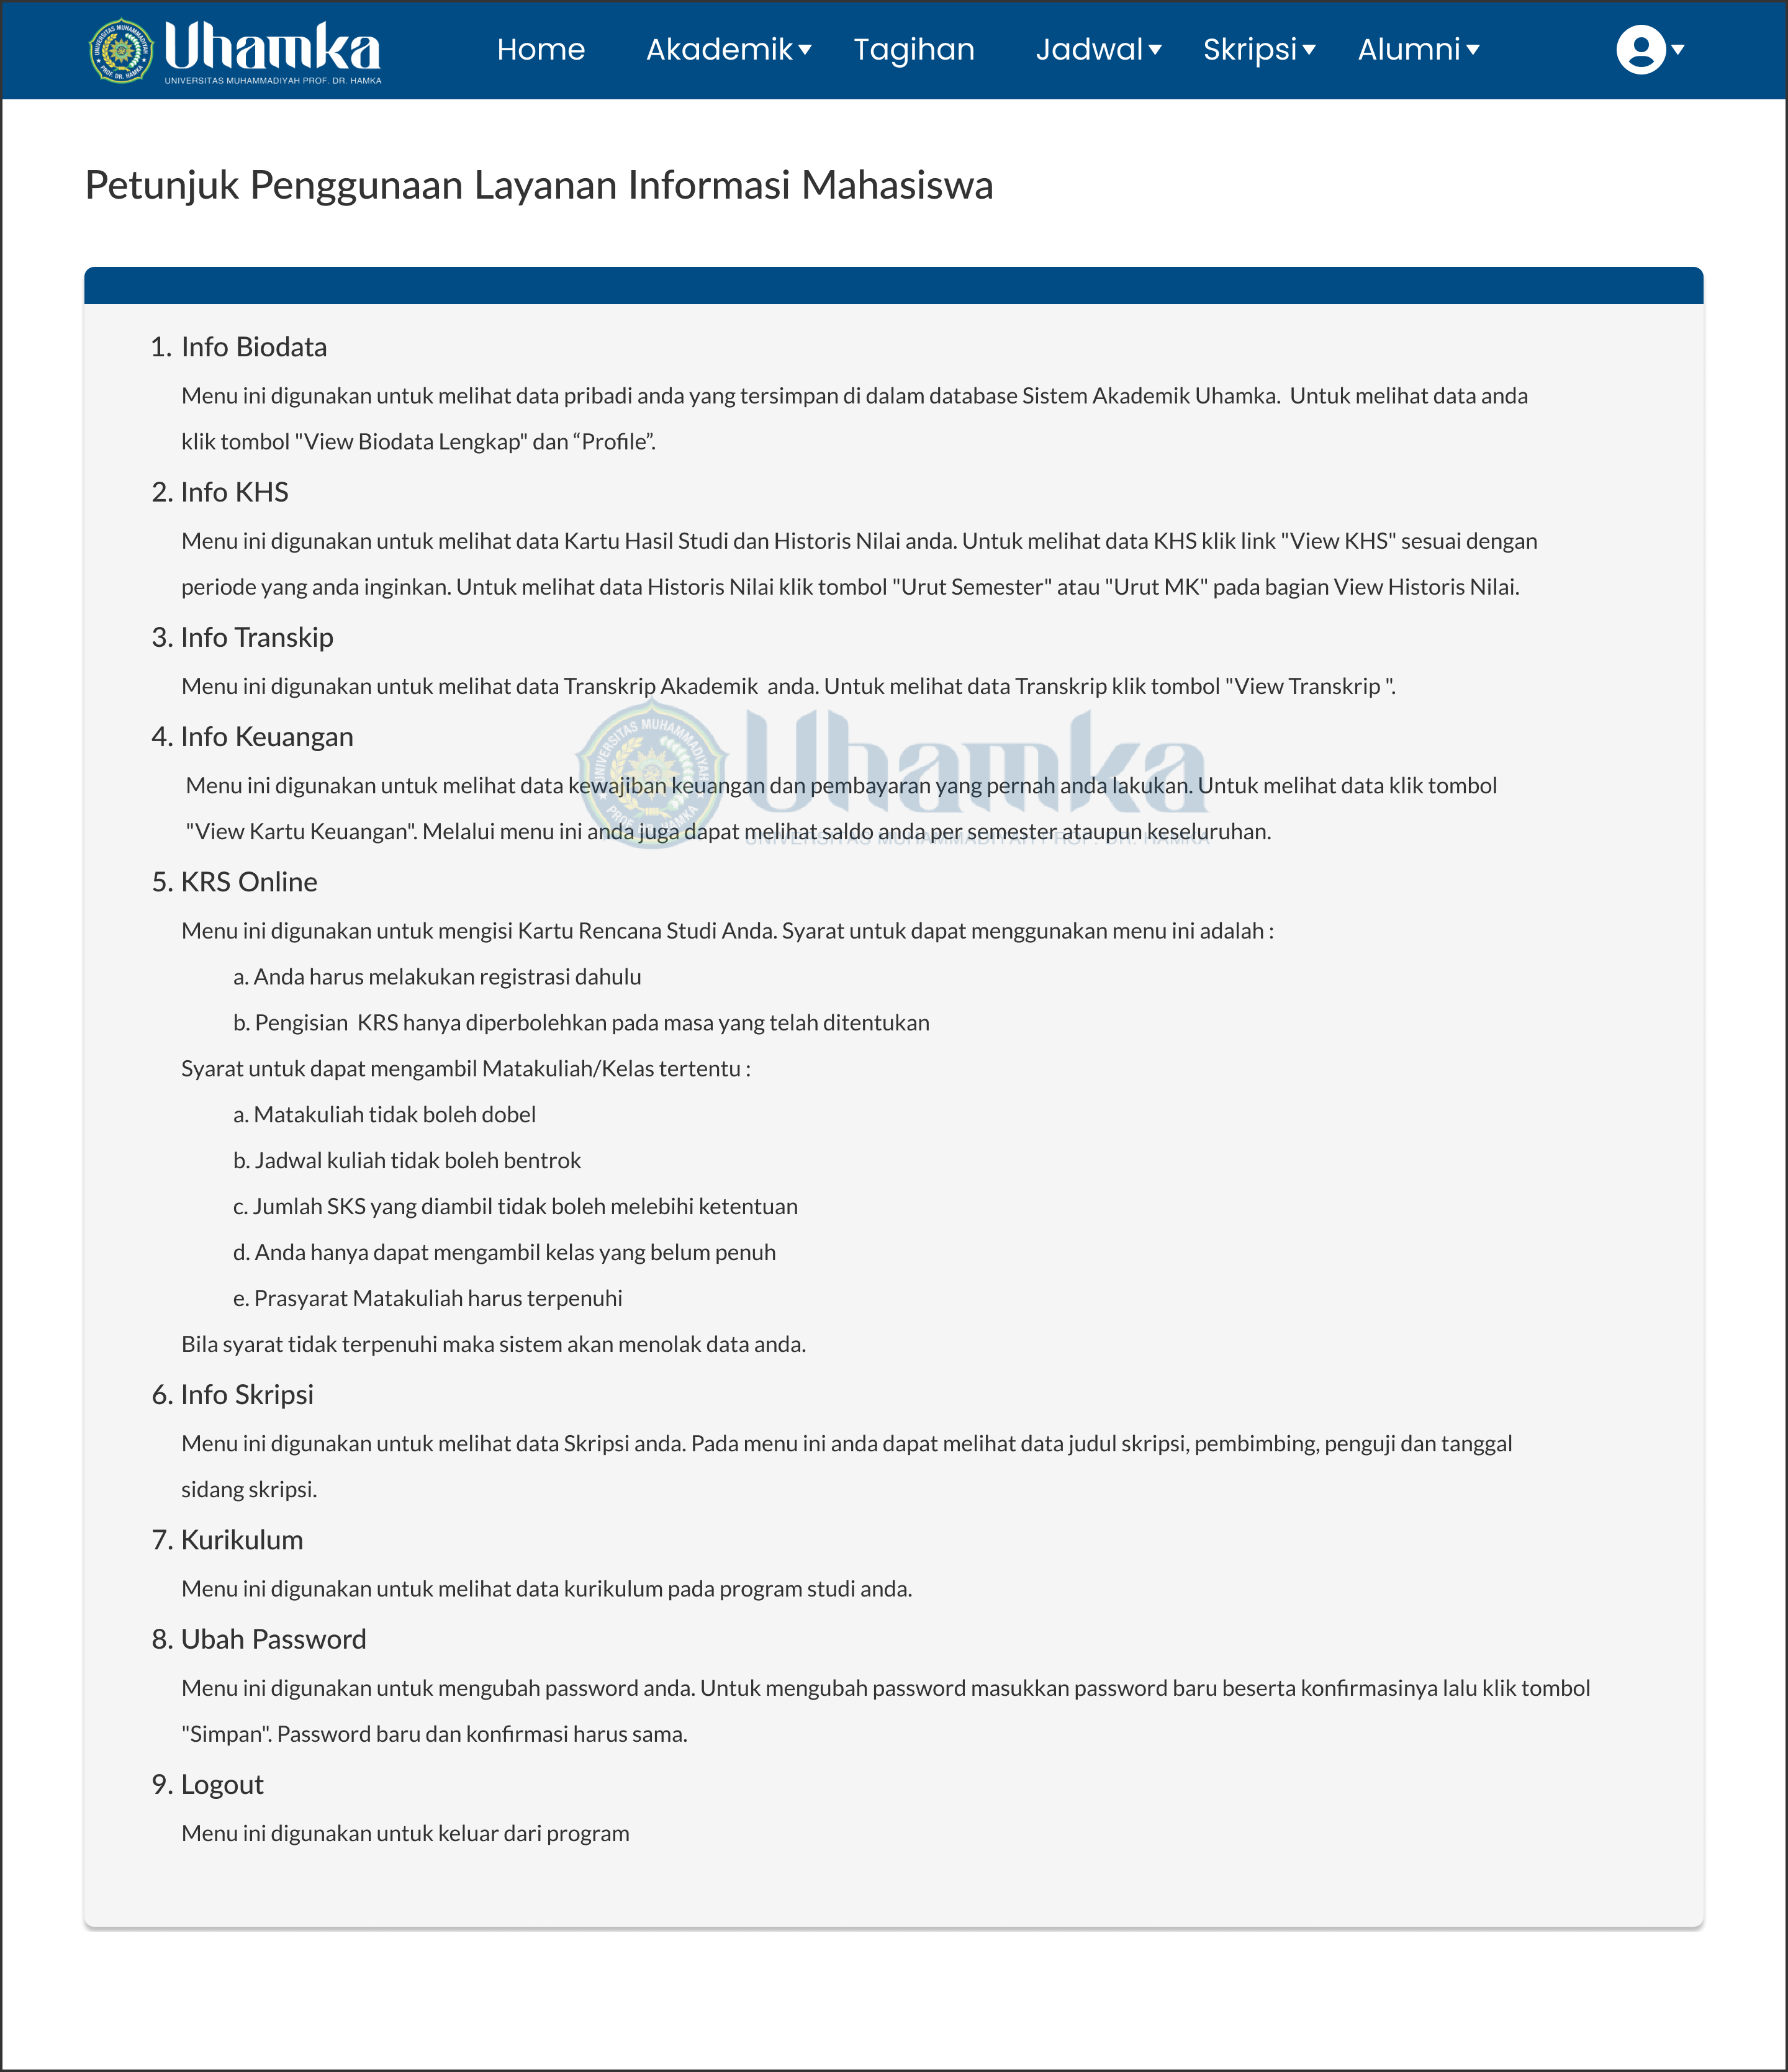 Uhamka
UNIVERSITAS MUHAMMADIYAH PROF. DR. HAMKA
Home Akademik Tagihan Jadwal Skripsi Alumni
Petunjuk Penggunaan Layanan Informasi Mahasiswa
1. Info Biodata
Menu ini digunakan untuk melihat data pribadi anda yang tersimpan di dalam database Sistem Akademik Uhamka.  Untuk melihat data anda
klik tombol "View Biodata Lengkap" dan “Profile”.
2. Info KHS
Menu ini digunakan untuk melihat data Kartu Hasil Studi dan Historis Nilai anda. Untuk melihat data KHS klik link "View KHS" sesuai dengan
periode yang anda inginkan. Untuk melihat data Historis Nilai klik tombol "Urut Semester" atau "Urut MK" pada bagian View Historis Nilai.
3. Info Transkip
Menu ini digunakan untuk melihat data Transkrip Akademik  anda. Untuk melihat data Transkrip klik tombol "View Transkrip ".
4. Info Keuangan
Menu ini digunakan untuk melihat data kewajiban keuangan dan pembayaran yang pernah anda lakukan. Untuk melihat data klik tombol
"View Kartu Keuangan". Melalui menu ini anda juga dapat melihat saldo anda per semester ataupun keseluruhan.
Uhamka
UNIVERSITAS MUHAMMADIYAH PROF. DR. HAMKA
5. KRS Online
Menu ini digunakan untuk mengisi Kartu Rencana Studi Anda. Syarat untuk dapat menggunakan menu ini adalah :
a. Anda harus melakukan registrasi dahulu
b. Pengisian  KRS hanya diperbolehkan pada masa yang telah ditentukan
Syarat untuk dapat mengambil Matakuliah/Kelas tertentu :
a. Matakuliah tidak boleh dobel
b. Jadwal kuliah tidak boleh bentrok
c. Jumlah SKS yang diambil tidak boleh melebihi ketentuan
d. Anda hanya dapat mengambil kelas yang belum penuh
e. Prasyarat Matakuliah harus terpenuhi
Bila syarat tidak terpenuhi maka sistem akan menolak data anda.
6. Info Skripsi
Menu ini digunakan untuk melihat data Skripsi anda. Pada menu ini anda dapat melihat data judul skripsi, pembimbing, penguji dan tanggal
sidang skripsi.
7. Kurikulum
Menu ini digunakan untuk melihat data kurikulum pada program studi anda.
8. Ubah Password
Menu ini digunakan untuk mengubah password anda. Untuk mengubah password masukkan password baru beserta konfirmasinya lalu klik tombol
"Simpan". Password baru dan konfirmasi harus sama.
9. Logout
Menu ini digunakan untuk keluar dari program